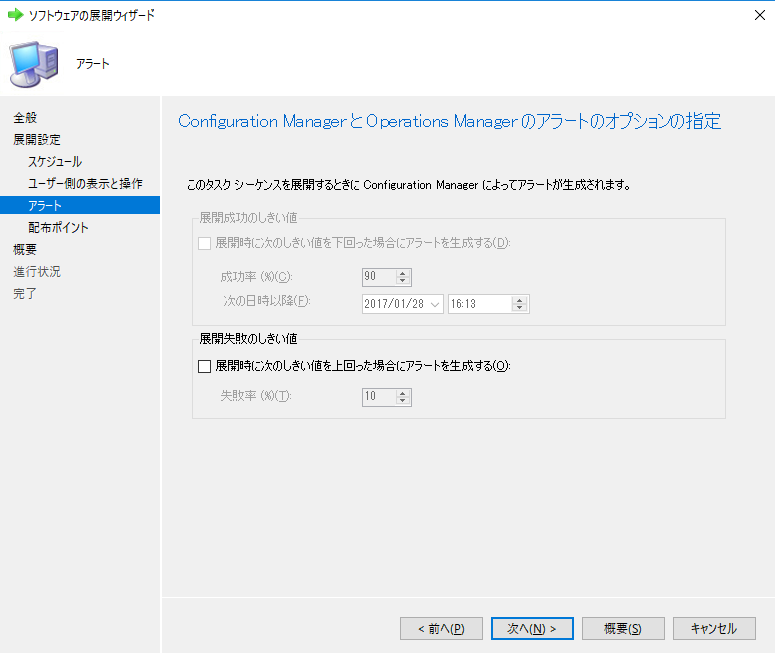 ソフトウェアの展開ウィザード
アラート
全般
展開設定
スケジュール
ユーザー側の表示と操作
アラート
配布ポイント
概要
進行状況
完了
Configuration Manager と Operations Manager のアラートのオプションの指定
このタスク シーケンスを展開するときに Configuration Manager によってアラートが生成されます。
展開成功のしきい値
展開時に次のしきい値を下回った場合にアラートを生成する(D):
成功率 (%)(C):
90
次の日時以降(F):
2017/01/28
16:13
展開失敗のしきい値
展開時に次のしきい値を上回った場合にアラートを生成する(O):
失敗率 (%)(T):
10
< 前へ(P)
次へ(N) >
概要(S)
キャンセル